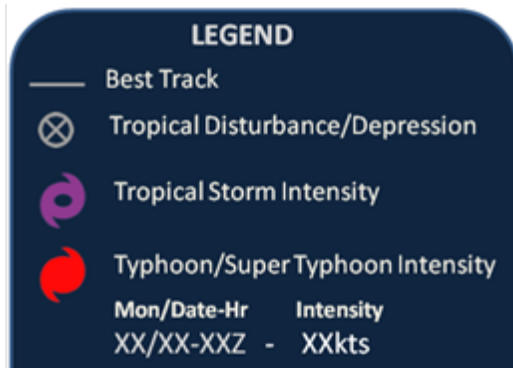 LEGEND
Best Track
Tropical Disturbance/Depression
Tropical Storm Intensity
Typhoon/Super Typhoon Intensity
Mon/Date-Hr Intensity
XX/XX-XXZ - XXkts